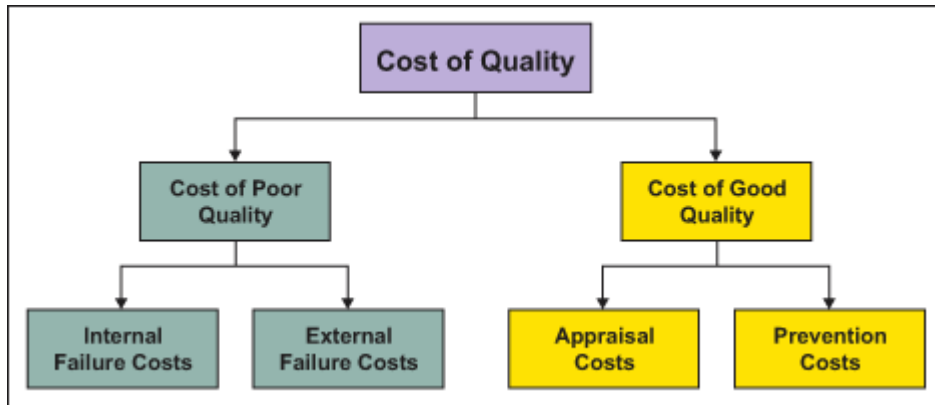 Cost of Quality
Cost of Poor
Quality
Cost of Good
Quality
Internal
Failure Costs
External
Failure Costs
Appraisal
Costs
Prevention
Costs